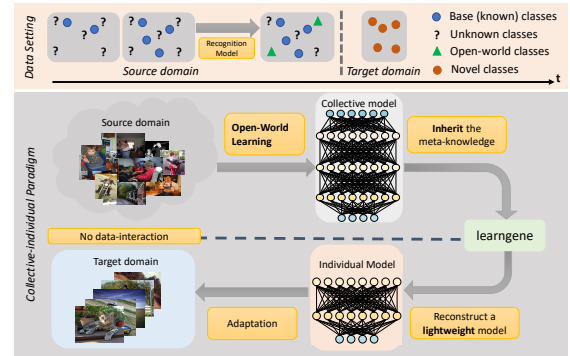 Data Setting
? ? ? ?
? ? ? ?
Recognition
Model
? ? ?
Source domain
Target domain
Base (known) classes
? Unknown classes
Open-world classes
Novel classes
t
Collective-individual Paradigm
Source domain
Open-World
Learning
Collective model
Inherit the
meta-knowledge
No data-interaction
learngene
Target domain
Adaptation
Individual Model
Reconstruct a
lightweight model